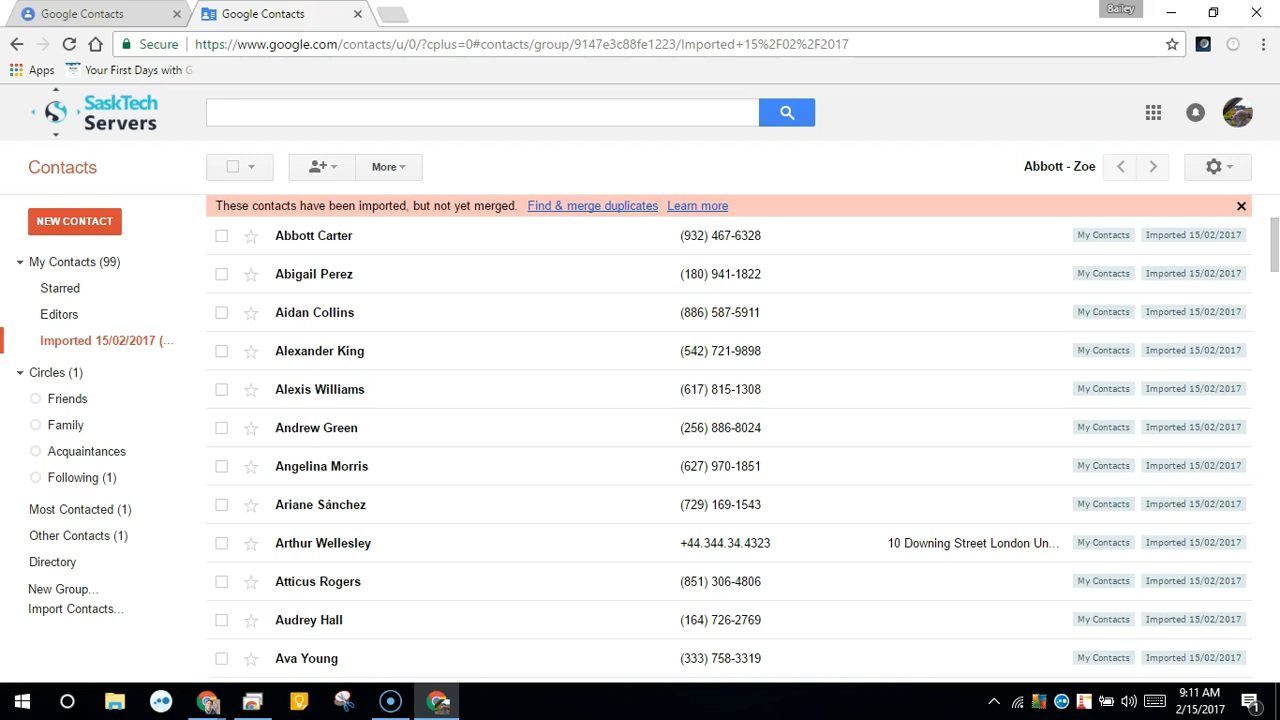 Google Contacts
Google Contacts
Bailey
Secure
https://www.google.com/contacts/u/0/?cplus=0#contacts/group/9147e3c88fe1223/Imported+15%2F02%2F2017
Apps
Your First Days with G
SaskTech
Servers
Contacts
More
Abbott - Zoe
These contacts have been imported, but not yet merged. Find & merge duplicates Learn more
NEW CONTACT
My Contacts (99)
Starred
Editors
Imported 15/02/2017 (...
Circles (1)
Friends
Family
Acquaintances
Following (1)
Most Contacted (1)
Other Contacts (1)
Directory
New Group...
Import Contacts...
Abbott Carter (932) 467-6328 My Contacts Imported 15/02/2017
Abigail Perez (180) 941-1822 My Contacts Imported 15/02/2017
Aidan Collins (886) 587-5911 My Contacts Imported 15/02/2017
Alexander King (542) 721-9898 My Contacts Imported 15/02/2017
Alexis Williams (617) 815-1308 My Contacts Imported 15/02/2017
Andrew Green (256) 886-8024 My Contacts Imported 15/02/2017
Angelina Morris (627) 970-1851 My Contacts Imported 15/02/2017
Ariane Sánchez (729) 169-1543 My Contacts Imported 15/02/2017
Arthur Wellesley +44.344.34.4323 10 Downing Street London Un... My Contacts Imported 15/02/2017
Atticus Rogers (851) 306-4806 My Contacts Imported 15/02/2017
Audrey Hall (164) 726-2769 My Contacts Imported 15/02/2017
Ava Young (333) 758-3319 My Contacts Imported 15/02/2017
9:11 AM
2/15/2017
1